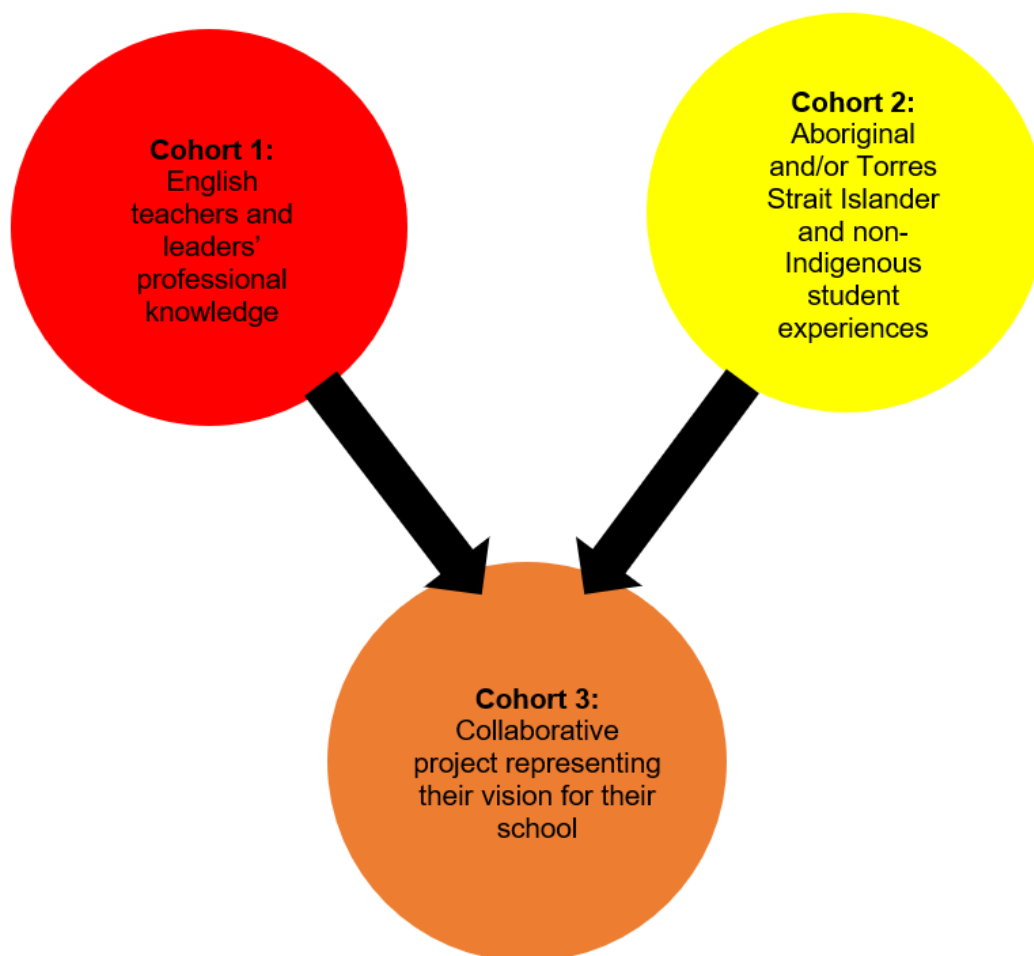 Cohort 1:
English
teachers and
leaders’
professional
knowledge
Cohort 2:
Aboriginal
and/or Torres
Strait Islander
and non-
Indigenous
student
experiences
Cohort 3:
Collaborative
project representing
their vision for their
school